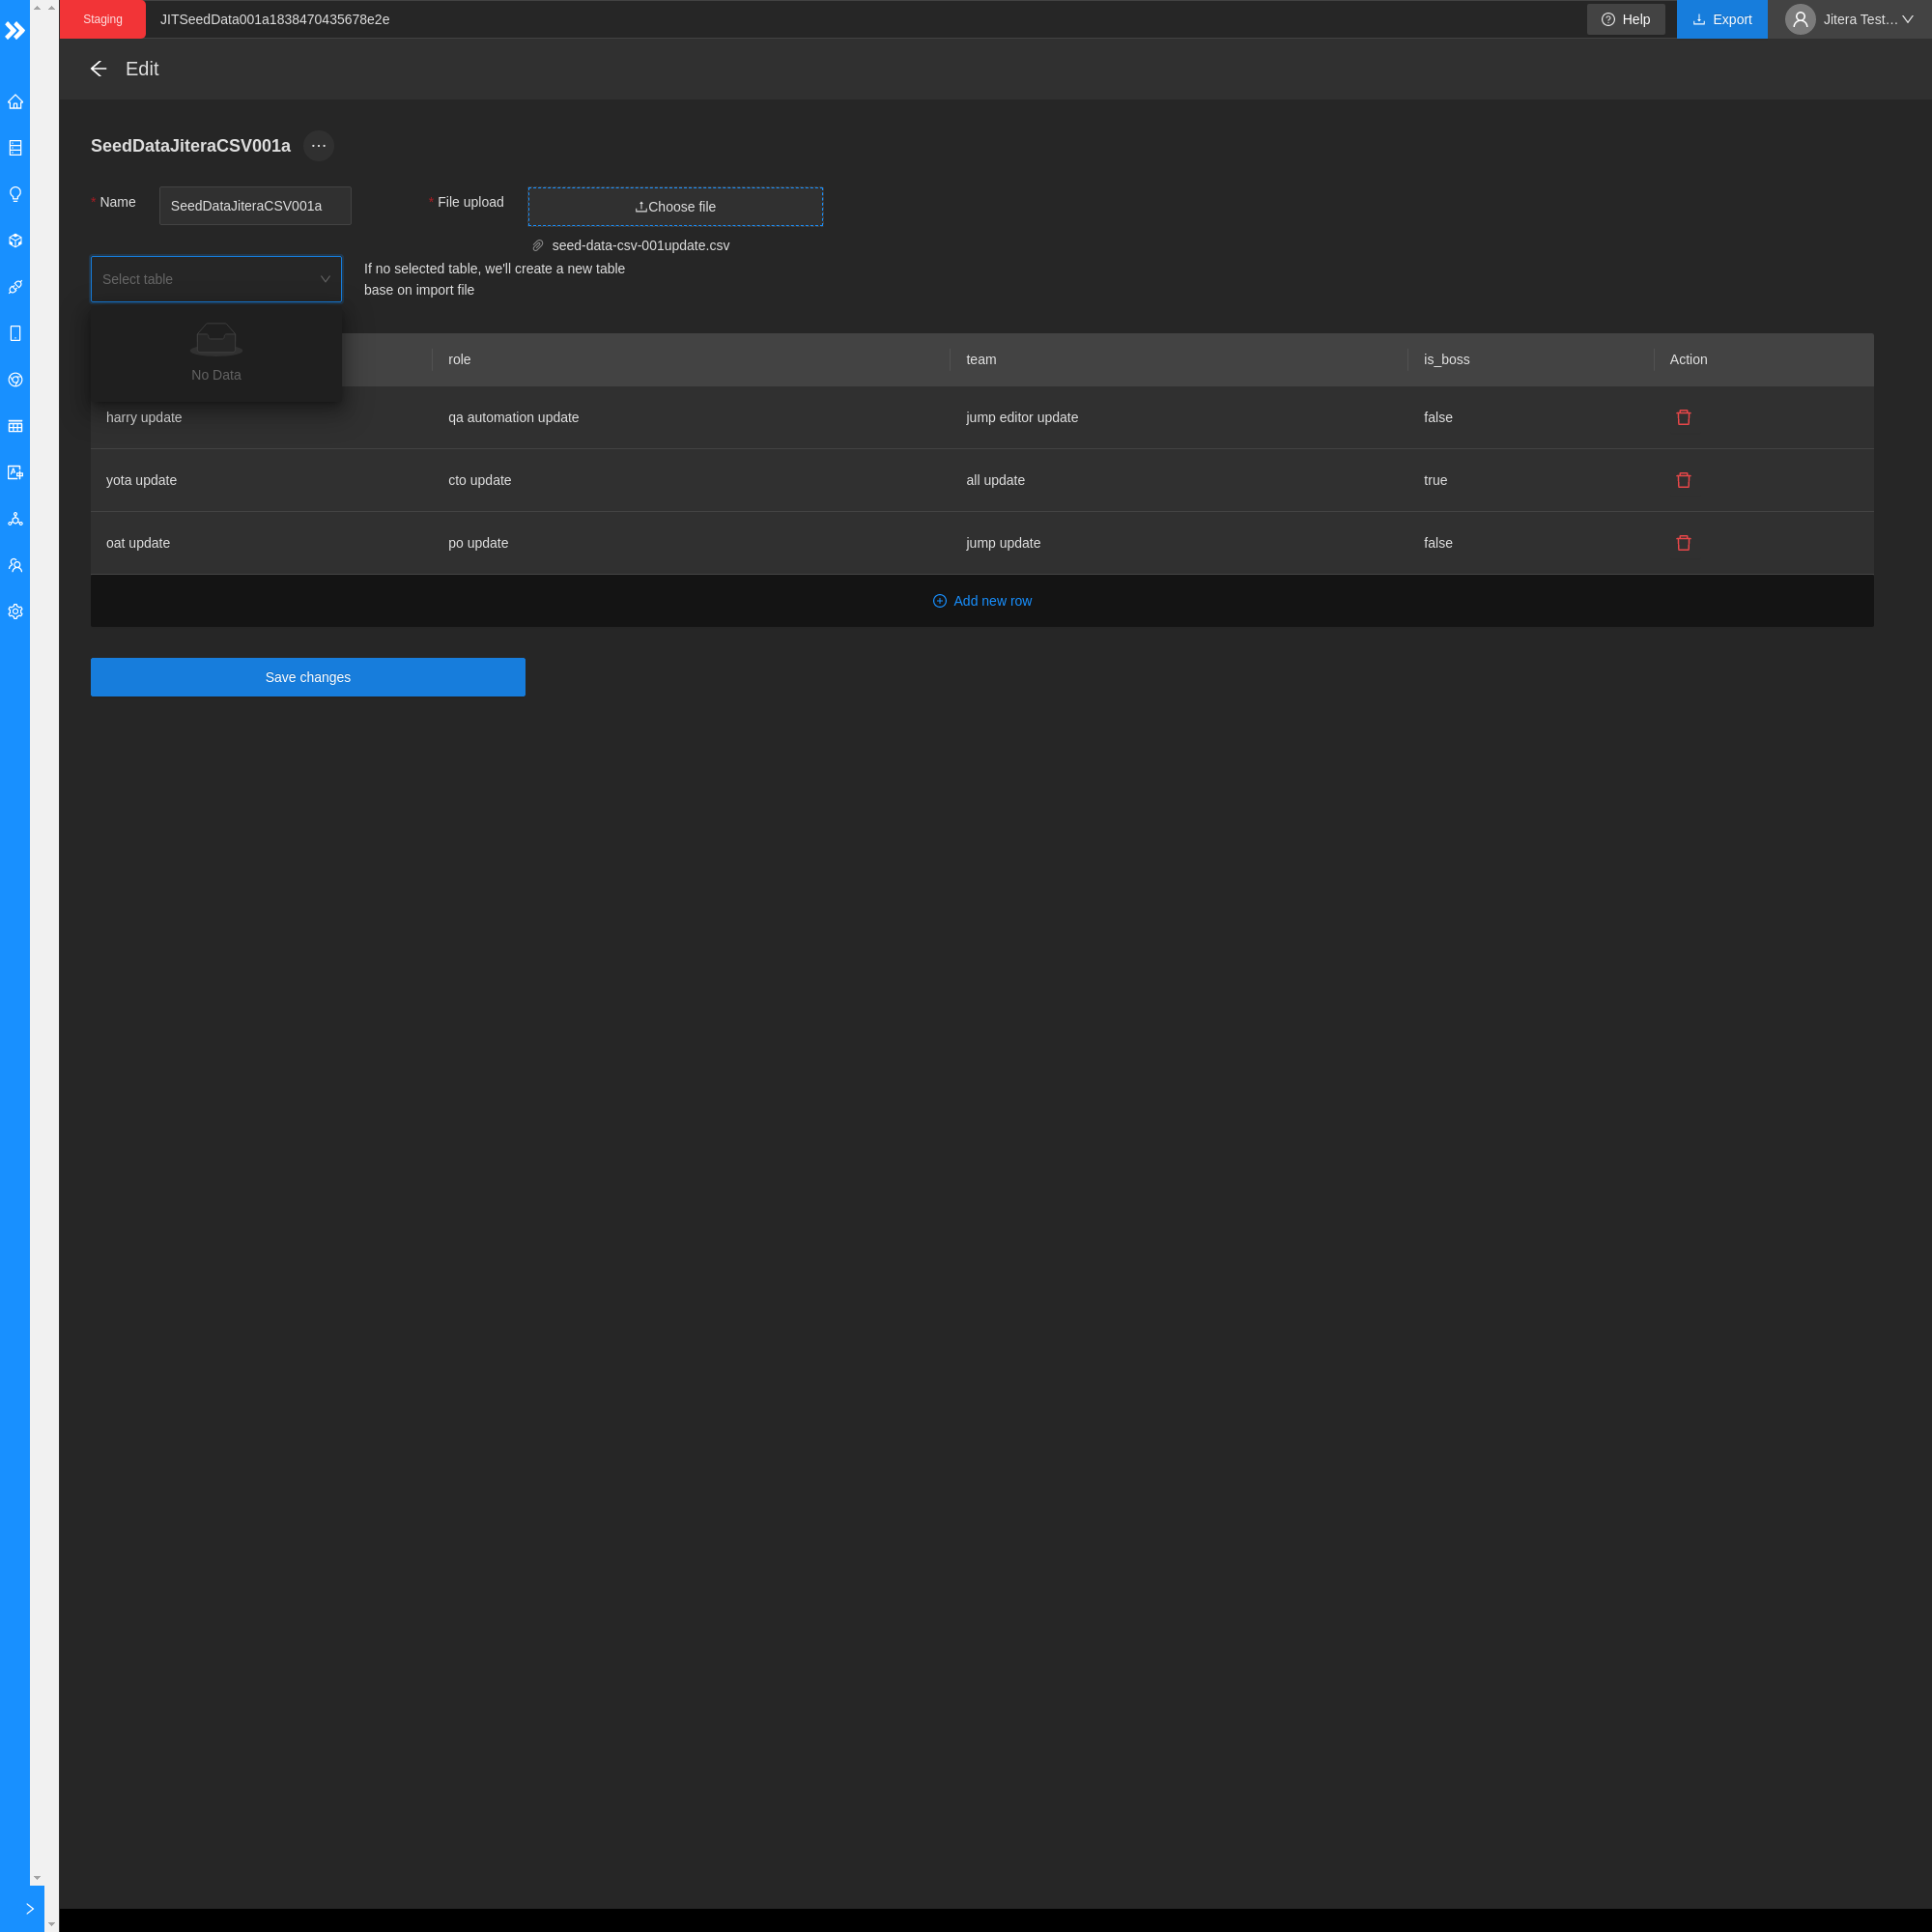 Staging
JITSeedData001a1838470435678e2e
Help
Export
Jitera Test…
Edit
SeedDataJiteraCSV001a
* Name
SeedDataJiteraCSV001a
* File upload
Choose file
seed-data-csv-001update.csv
Select table
If no selected table, we'll create a new table
base on import file
No Data
role
team
is_boss
Action
harry update
qa automation update
jump editor update
false
yota update
cto update
all update
true
oat update
po update
jump update
false
Add new row
Save changes